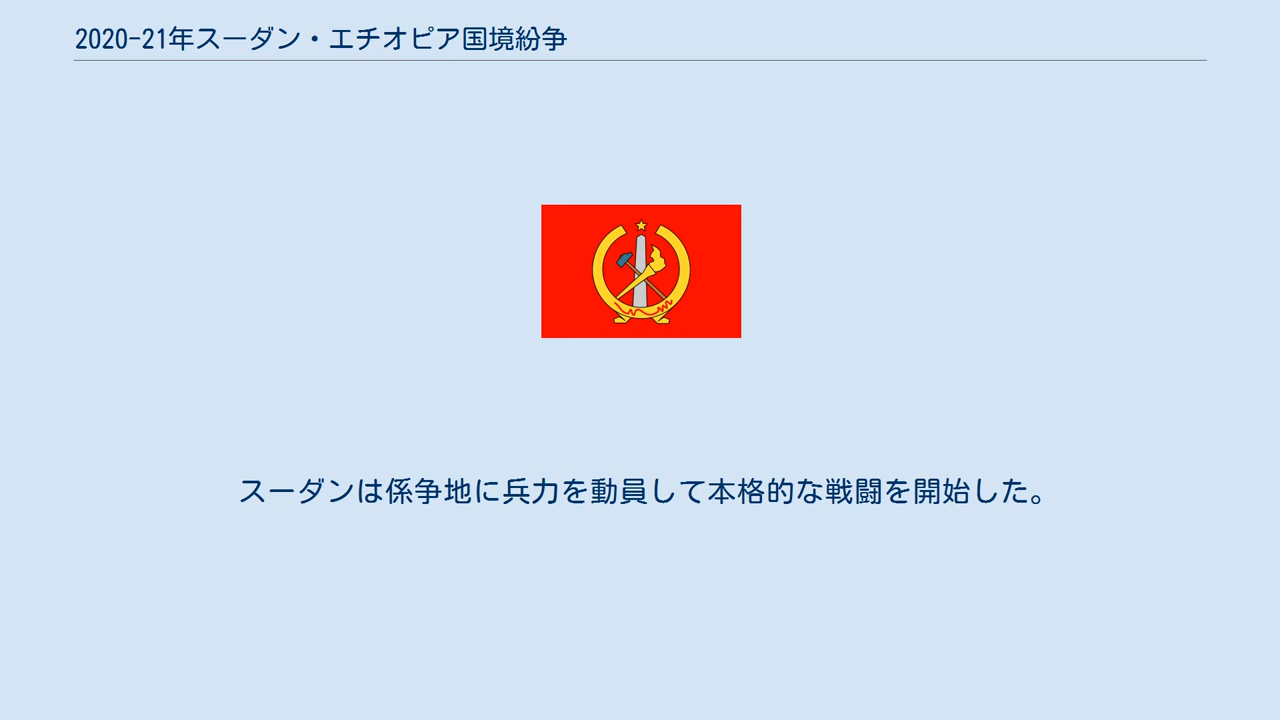 2020-21年スーダン・エチオピア国境紛争
スーダンは係争地に兵力を動員して本格的な戦闘を開始した。